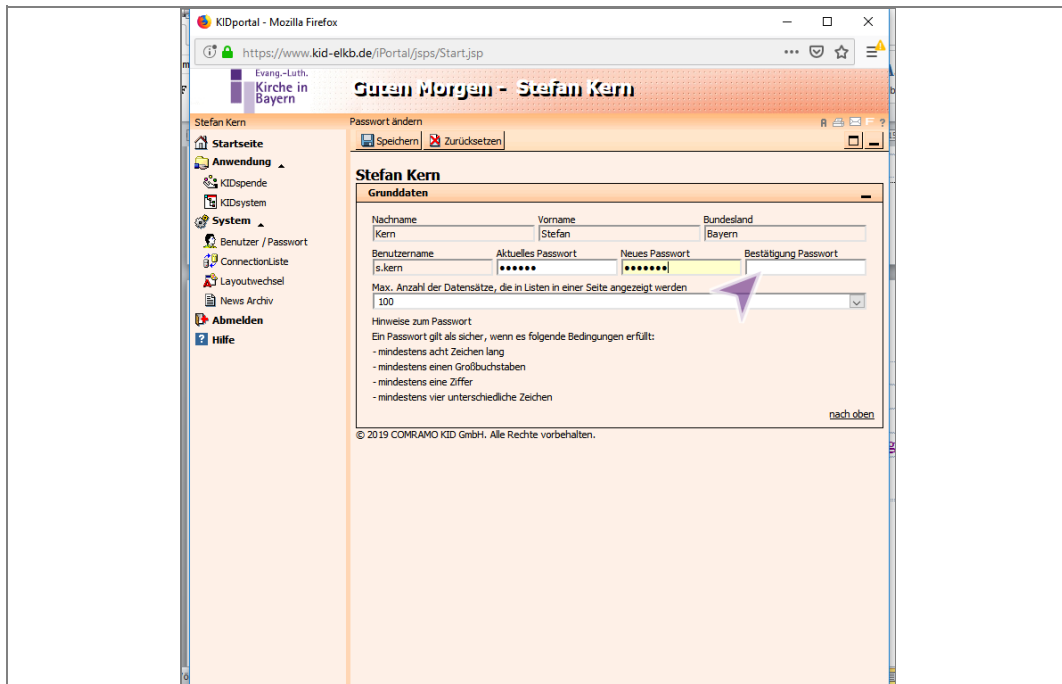 KIDportal - Mozilla Firefox
https://www.kid-elkb.de/iPortal/jsps/Start.jsp
Evang.-Luth.
Kirche in
Bayern
Guten Morgen - Stefan Kern
Stefan Kern
Passwort ändern
Startseite
Speichern
Zurücksetzen
Anwendung
KIDspende
KIDsystem
System
Benutzer / Passwort
ConnectionListe
Layoutwechsel
News Archiv
Abmelden
Hilfe
Stefan Kern
Grunddaten
Nachname Vorname Bundesland
Kern Stefan Bayern
Benutzername Aktuelles Passwort Neues Passwort Bestätigung Passwort
s.kern •••••• •••••••
Max. Anzahl der Datensätze, die in Listen in einer Seite angezeigt werden
100
Hinweise zum Passwort
Ein Passwort gilt als sicher, wenn es folgende Bedingungen erfüllt:
- mindestens acht Zeichen lang
- mindestens einen Großbuchstaben
- mindestens eine Ziffer
- mindestens vier unterschiedliche Zeichen
nach oben
© 2019 COMRAMO KID GmbH. Alle Rechte vorbehalten.